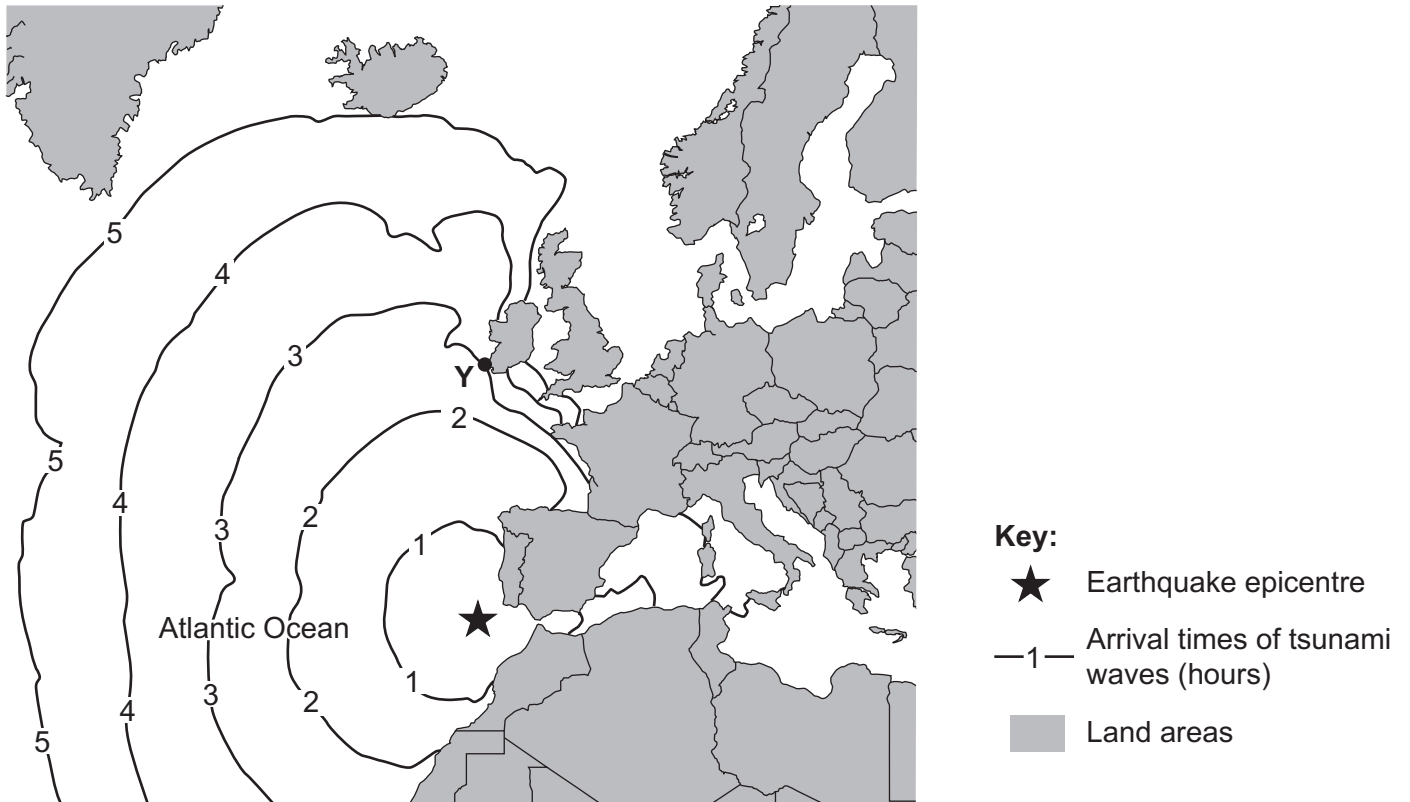 5
4
3
Y
2
5
4
3
2
1
Atlantic Ocean
1
5
4
3
2
Key:
Earthquake epicentre
1
Arrival times of tsunami
waves (hours)
Land areas